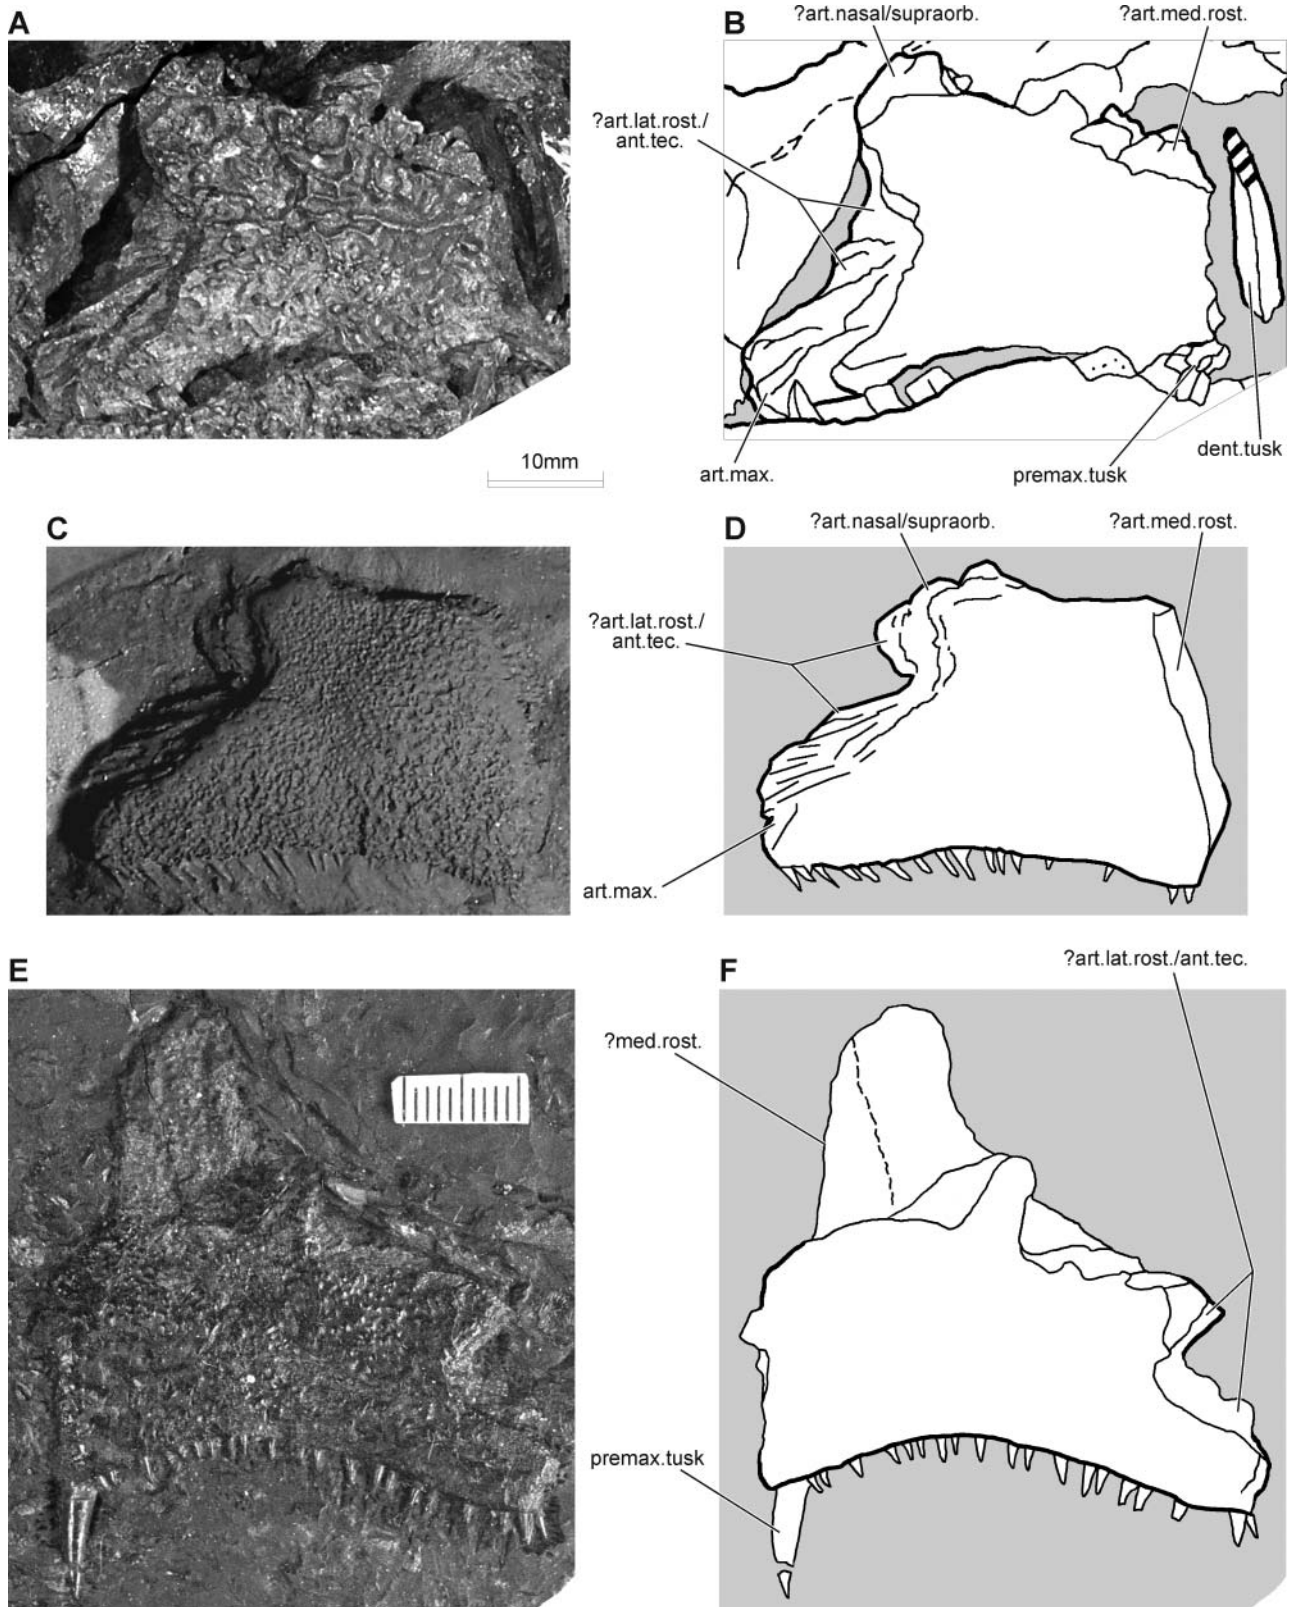 A
B
?art.nasal/supraorb.
?art.med.rost.
?art.lat.rost./
ant.tec.
10mm
art.max.
premax.tusk
dent.tusk
C
D
?art.nasal/supraorb.
?art.med.rost.
?art.lat.rost./
ant.tec.
art.max.
E
F
?art.lat.rost./ant.tec.
?med.rost.
premax.tusk